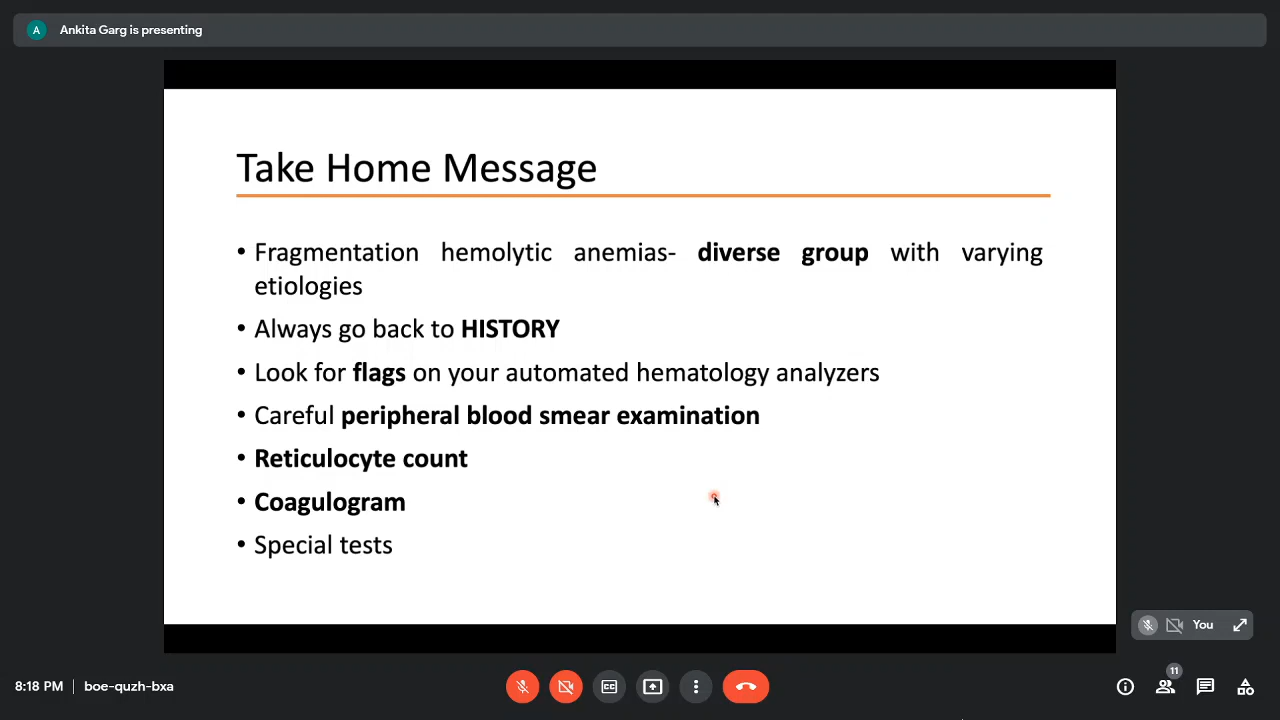 A Ankita Garg is presenting
Take Home Message
• Fragmentation hemolytic anemias- diverse group with varying
etiologies
• Always go back to HISTORY
• Look for flags on your automated hematology analyzers
• Careful peripheral blood smear examination
• Reticulocyte count
• Coagulogram
• Special tests
You
8:18 PM | boe-quzh-bxa
CC
11